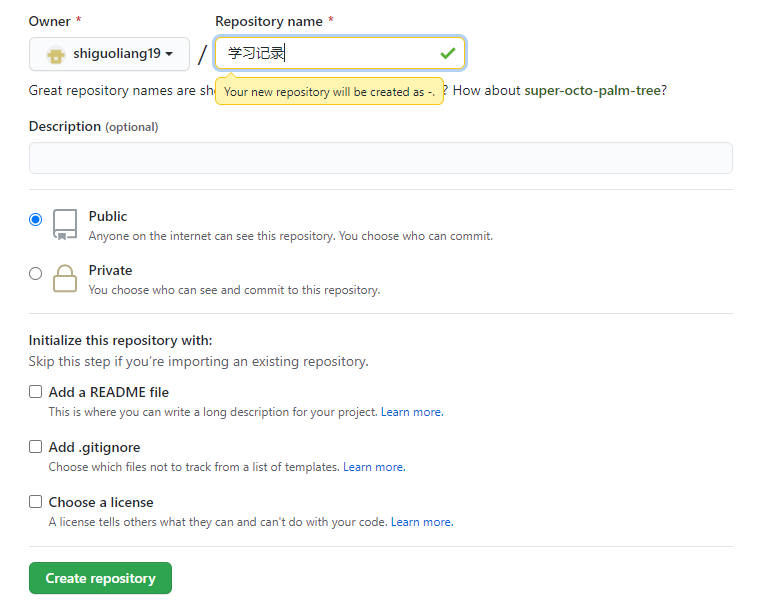 Owner * Repository name *
shiguoliang19 / 学习记录
Great repository names are sh ? How about super-octo-palm-tree?
Your new repository will be created as -.
Description (optional)
Public
Anyone on the internet can see this repository. You choose who can commit.
Private
You choose who can see and commit to this repository.
Initialize this repository with:
Skip this step if you're importing an existing repository.
Add a README file
This is where you can write a long description for your project. Learn more.
Add .gitignore
Choose which files not to track from a list of templates. Learn more.
Choose a license
A license tells others what they can and can't do with your code. Learn more.
Create repository